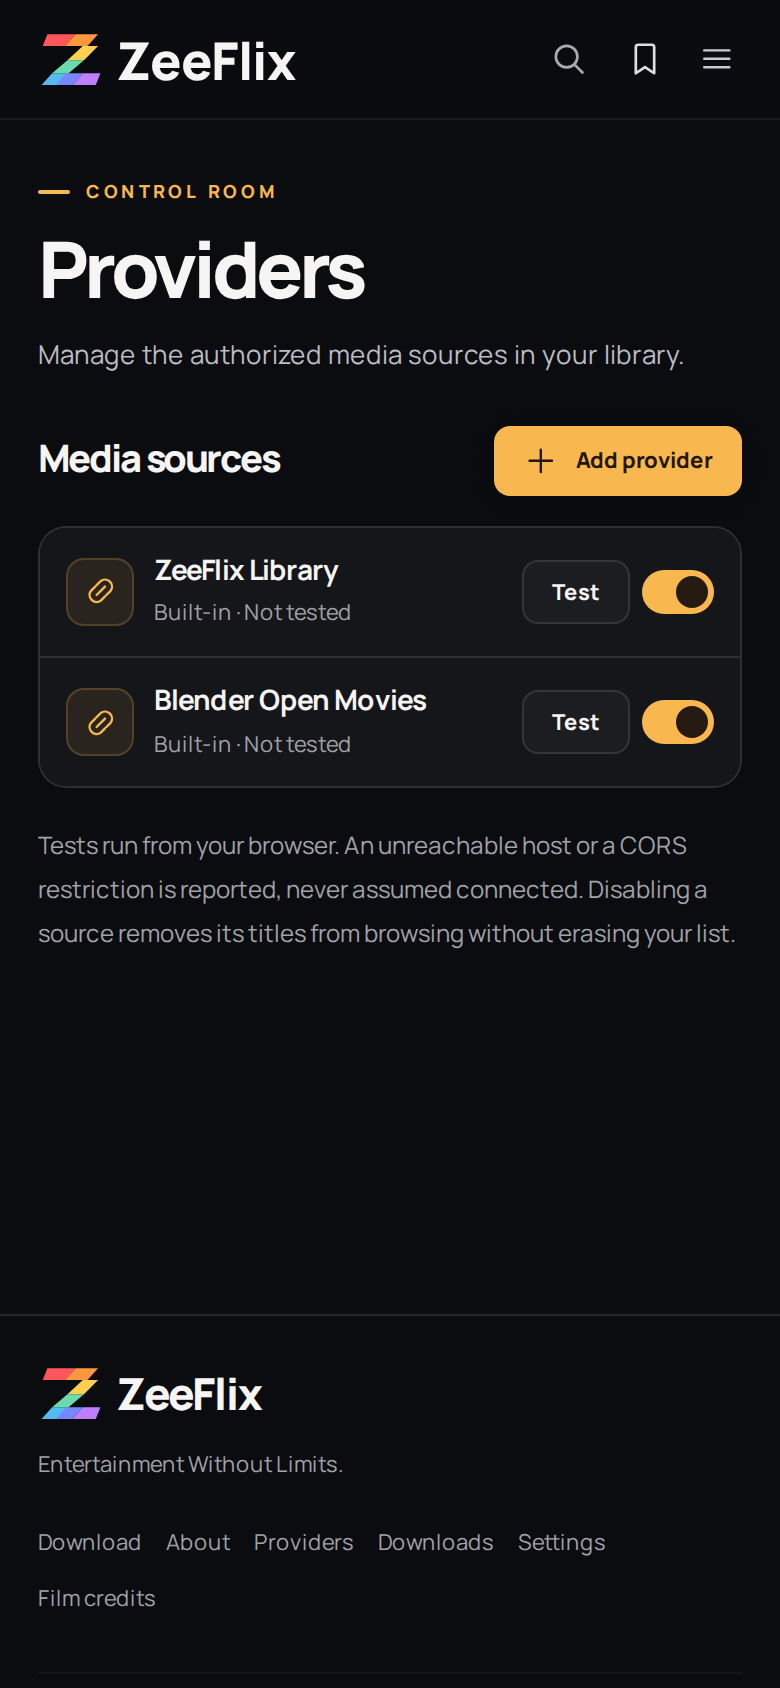 ZeeFlix
CONTROL ROOM
Providers
Manage the authorized media sources in your library.
Media sources
Add provider
ZeeFlix Library
Built-in · Not tested
Test
Blender Open Movies
Built-in · Not tested
Test
Tests run from your browser. An unreachable host or a CORS
restriction is reported, never assumed connected. Disabling a
source removes its titles from browsing without erasing your list.
ZeeFlix
Entertainment Without Limits.
Download About Providers Downloads Settings
Film credits